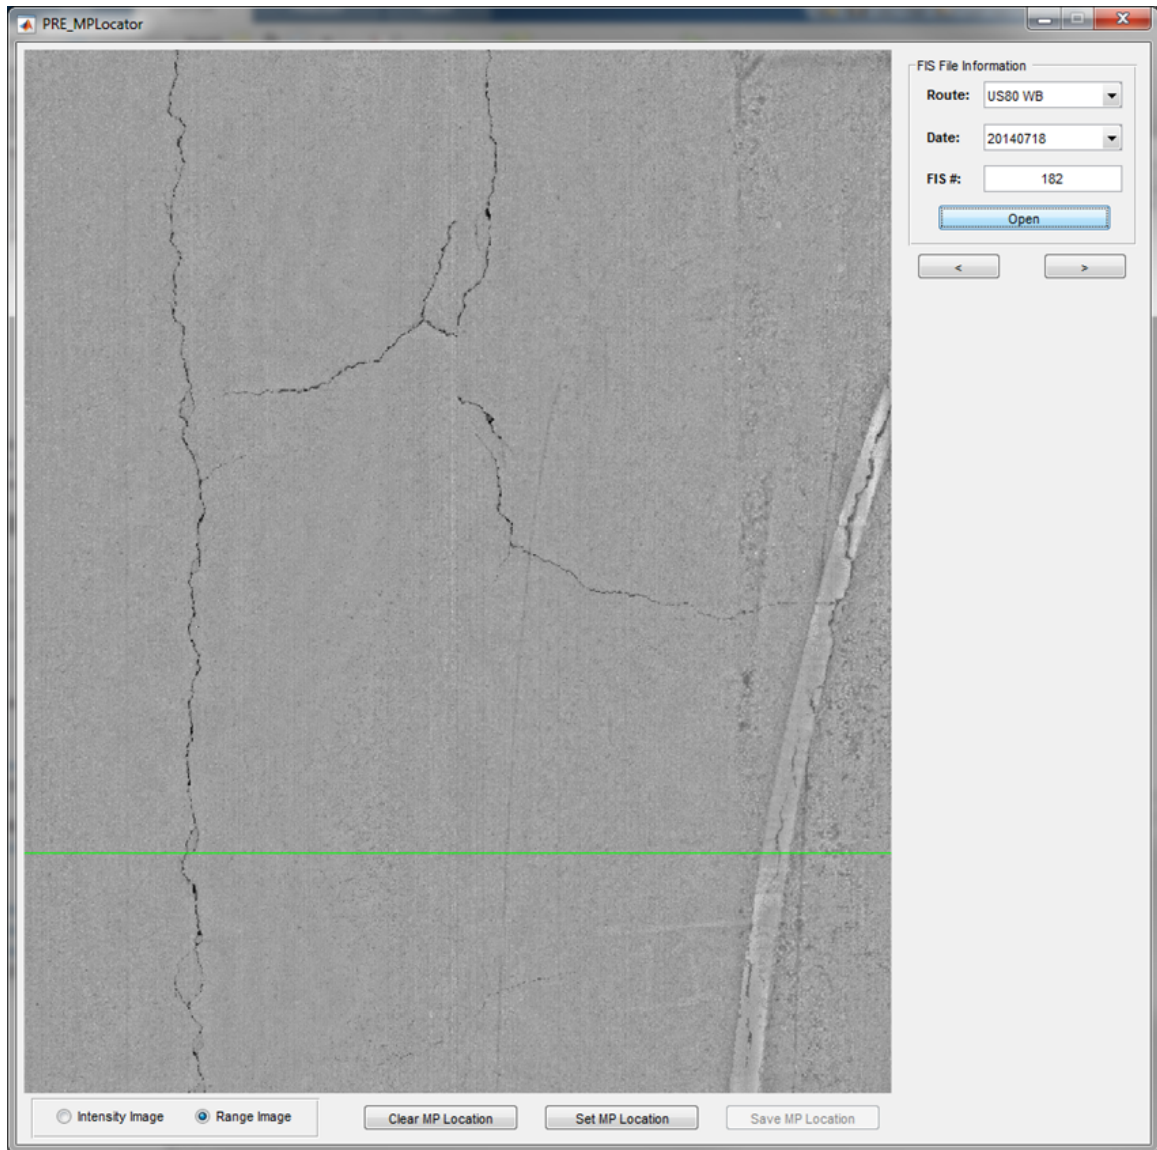 PRE_MPLocator
FIS File Information
Route: US80 WB
Date: 20140718
FIS #: 182
Open
< >
Intensity Image Range Image Clear MP Location Set MP Location Save MP Location